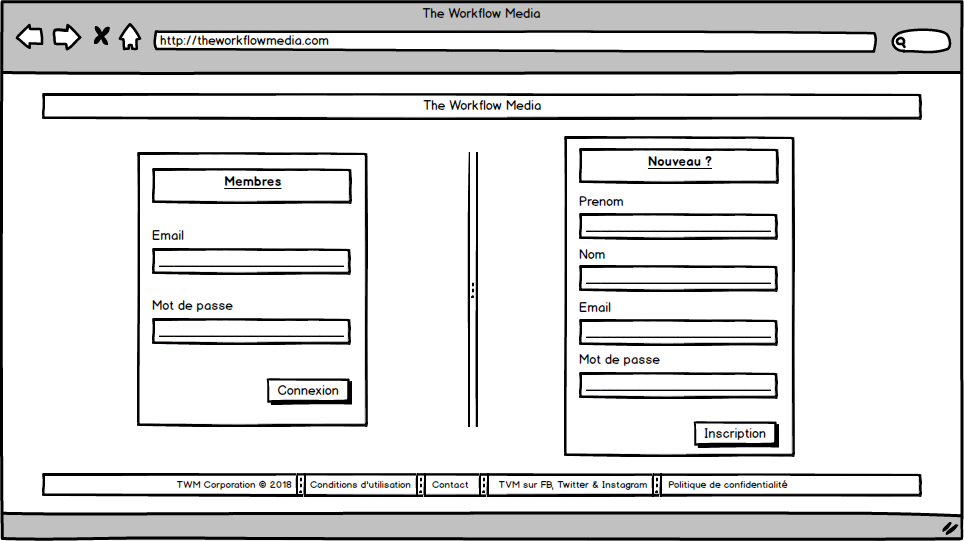 The Workflow Media
http://theworkflowmedia.com
The Workflow Media
Membres
Email
Mot de passe
Connexion
Nouveau ?
Prenom
Nom
Email
Mot de passe
Inscription
TWM Corporation © 2018 Conditions d'utilisation Contact TVM sur FB, Twitter & Instagram Politique de confidentialité